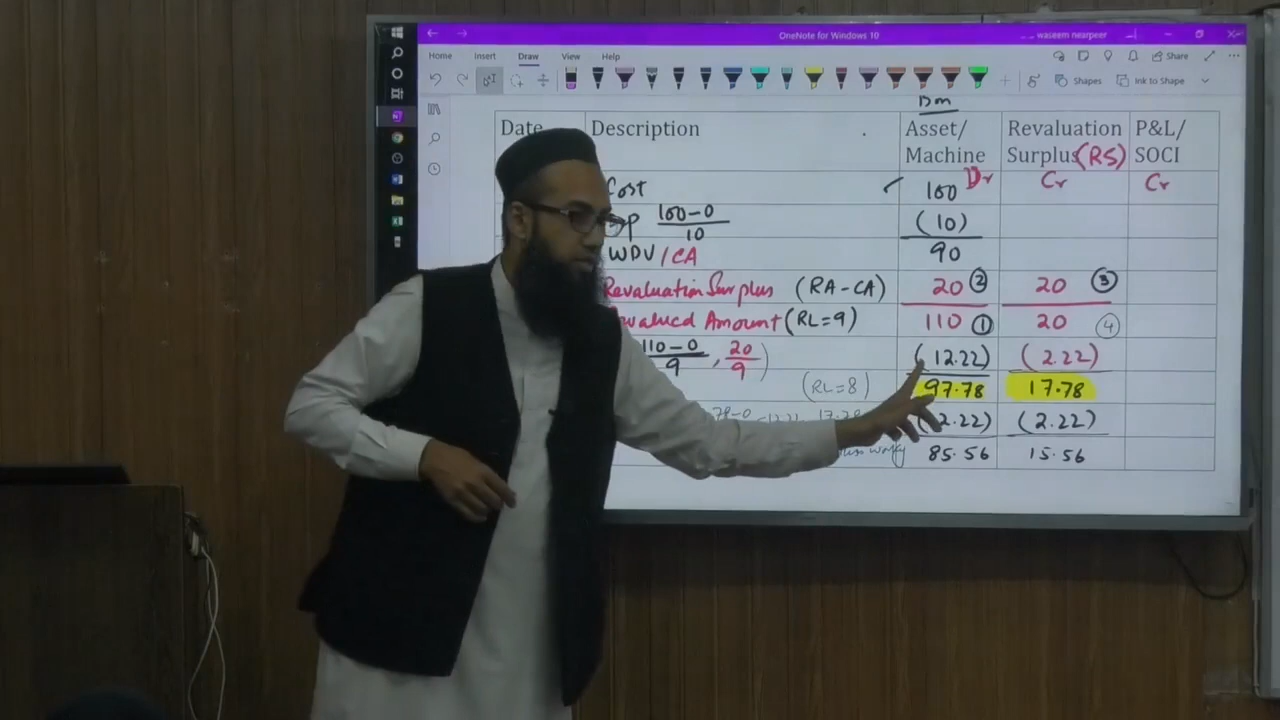 OneNote for Windows 10
waseem nearpeer
Home Insert Draw View Help
Share
Shapes Ink to Shape
Date Description Asset/ Machine Revaluation Surplus (RS) P&L/ SOCI
Cost 100 Dr Cr Cr
100-0
10
(10)
WDV/CA 90
Revaluation Surplus (RA-CA) 20 ② 20 ③
Amount (RL=9) 110 ① 20 ④
110-0
9
, 20
9
) (12.22) (2.22)
(RL=8) 97.78 17.78
2.22) (2.22)
85.56 15.56